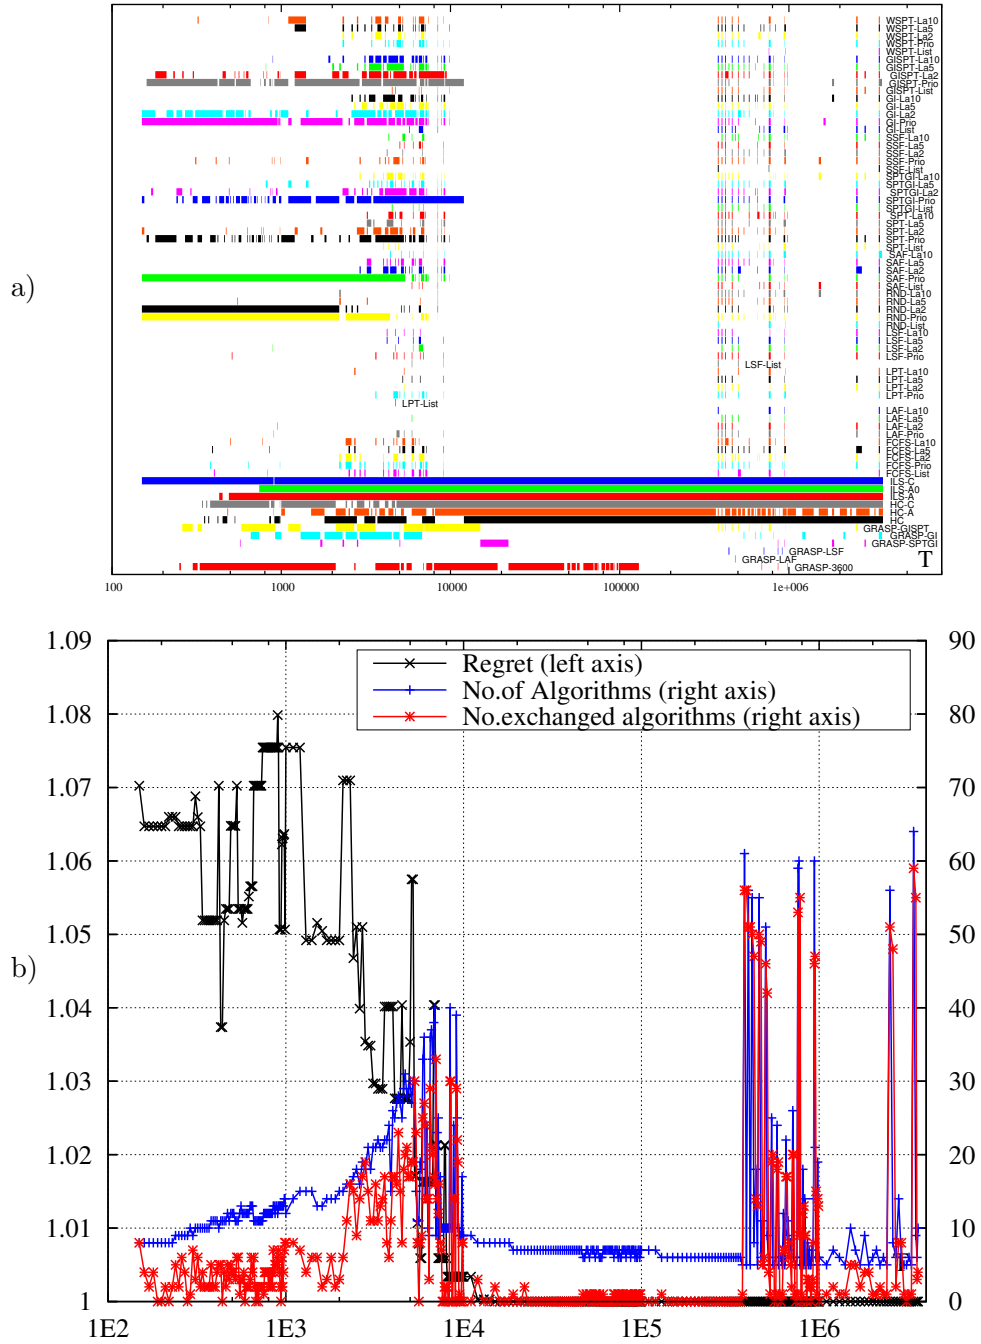 WSPT-La10
WSPT-La5
WSPT-La2
WSPT-Prio
WSPT-List
GISPT-La10
GISPT-La5
GISPT-La2
GISPT-Prio
GISPT-List
GI-La10
GI-La5
GI-La2
GI-Prio
GI-List
SSF-La10
SSF-La5
SSF-La2
SSF-Prio
SSF-List
SPTGI-La10
SPTGI-La5
SPTGI-La2
SPTGI-Prio
SPTGI-List
SPT-La10
SPT-La5
SPT-La2
SPT-Prio
SPT-List
SAF-La10
SAF-La5
SAF-La2
SAF-Prio
SAF-List
RND-La10
RND-La5
RND-La2
RND-Prio
RND-List
LSF-La10
LSF-La5
LSF-La2
LSF-Prio
LSF-List
LPT-La10
LPT-La5
LPT-La2
LPT-Prio
LPT-List
LAF-La10
LAF-La5
LAF-La2
LAF-Prio
FCFS-La10
FCFS-La5
FCFS-La2
FCFS-Prio
FCFS-List
ILS-C
ILS-A0
ILS-A
HC-C
HC-A
HC
GRASP-GISPT
GRASP-GI
GRASP-SPTGI
GRASP-LSF
GRASP-LAF
GRASP-3600
T
a)
100 1000 10000 100000 1e+006
1.09 90
Regret (left axis)
No.of Algorithms (right axis)
No.exchanged algorithms (right axis)
1.08 80
1.07 70
1.06 60
1.05 50
b)
1.04 40
1.03 30
1.02 20
1.01 10
1 0
1E2 1E3 1E4 1E5 1E6